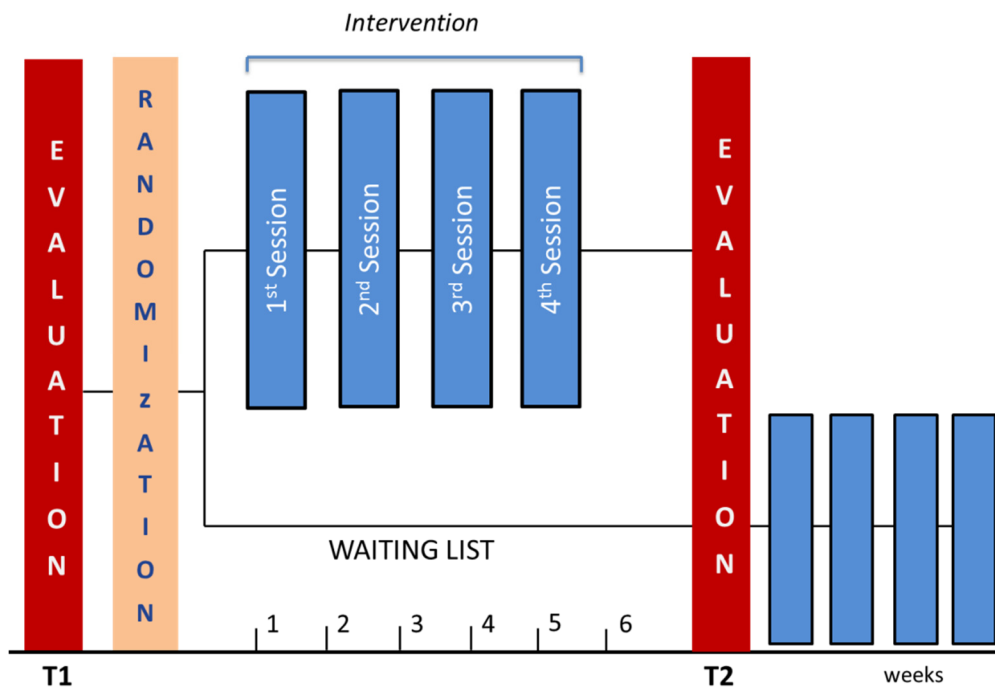 Intervention
EVALUATION
RANDOMIzATION
1st Session
2nd Session
3rd Session
4th Session
EVALUATION
WAITING LIST
1 2 3 4 5 6
T1 T2 weeks